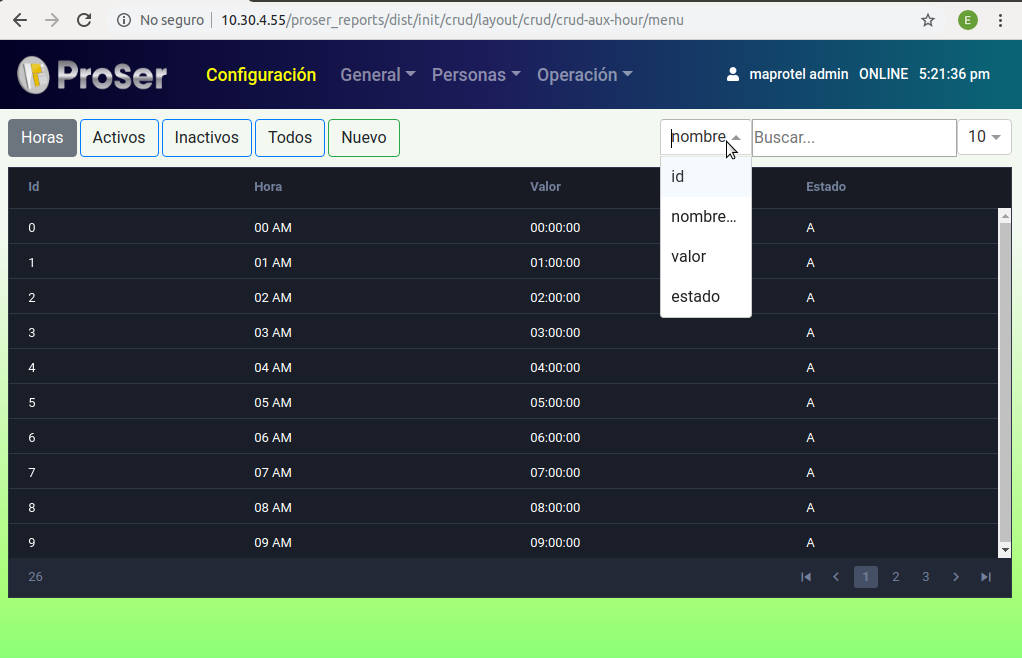 No seguro | 10.30.4.55/proser_reports/dist/init/crud/layout/crud/crud-aux-hour/menu E
ProSer Configuración General Personas Operación maprotel admin ONLINE 5:21:36 pm
Horas Activos Inactivos Todos Nuevo nombre Buscar... 10
id
nombre...
valor
estado
Id Hora Valor Estado
0 00 AM 00:00:00 A
1 01 AM 01:00:00 A
2 02 AM 02:00:00 A
3 03 AM 03:00:00 A
4 04 AM 04:00:00 A
5 05 AM 05:00:00 A
6 06 AM 06:00:00 A
7 07 AM 07:00:00 A
8 08 AM 08:00:00 A
9 09 AM 09:00:00 A
26 1 2 3